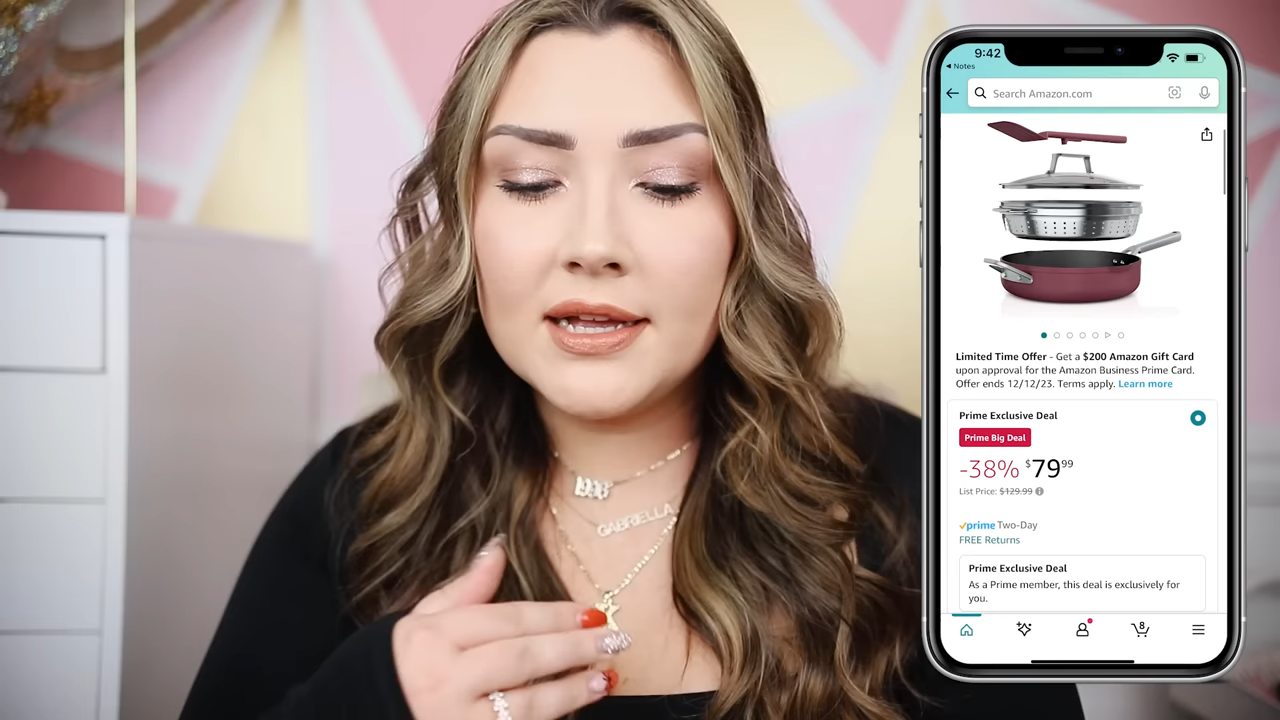 9:42
Notes
Search Amazon.com
Limited Time Offer - Get a $200 Amazon Gift Card
upon approval for the Amazon Business Prime Card.
Offer ends 12/12/23. Terms apply. Learn more
Prime Exclusive Deal
Prime Big Deal
-38% $7999
List Price: $129.99
prime Two-Day
FREE Returns
Prime Exclusive Deal
As a Prime member, this deal is exclusively for
you.
8
GABRIELLA